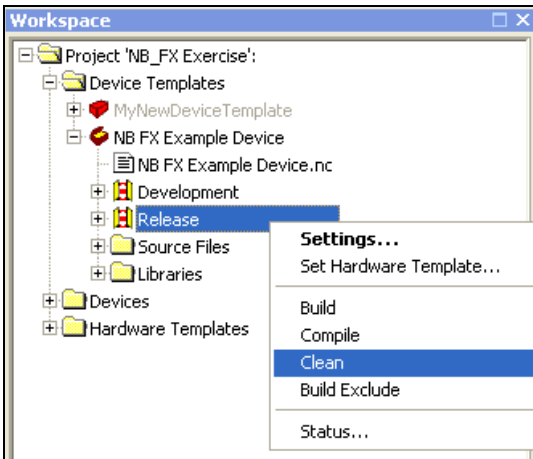 Workspace
Project 'NB_FX Exercise':
Device Templates
MyNewDeviceTemplate
NB FX Example Device
NB FX Example Device.nc
Development
Release
Source Files
Libraries
Devices
Hardware Templates
Settings...
Set Hardware Template...
Build
Compile
Clean
Build Exclude
Status...